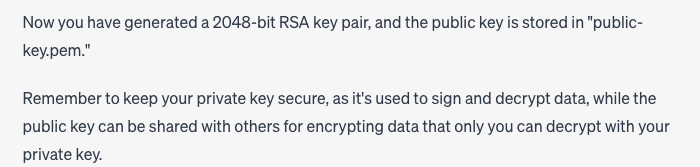 Now you have generated a 2048-bit RSA key pair, and the public key is stored in "public-
key.pem."
Remember to keep your private key secure, as it's used to sign and decrypt data, while the
public key can be shared with others for encrypting data that only you can decrypt with your
private key.